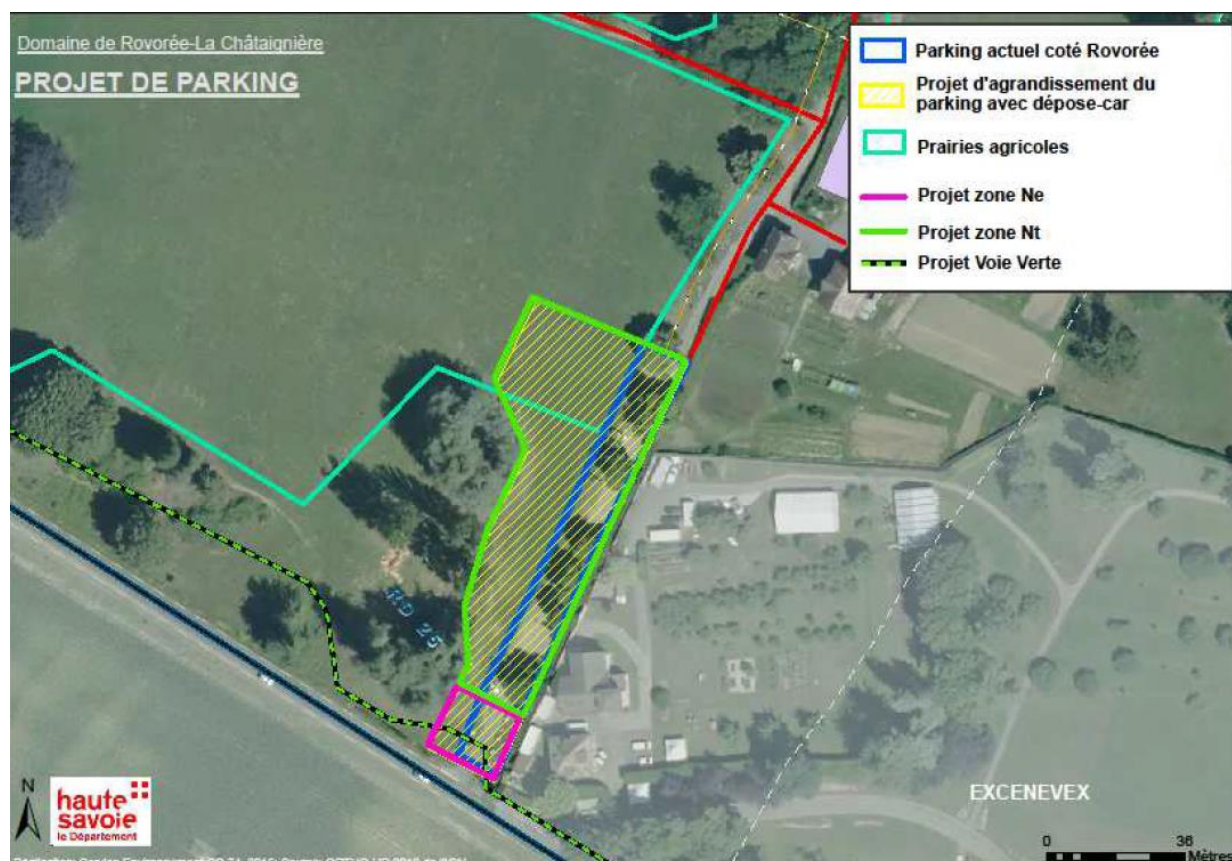 Domaine de Rovorée-La Châtaignière
PROJET DE PARKING
Parking actuel coté Rovorée
Projet d'agrandissement du
parking avec dépose-car
Prairies agricoles
Projet zone Ne
Projet zone Nt
Projet Voie Verte
RD 25
EXCENEVEX
N
haute
savoie
le Département
0 36
Mètres